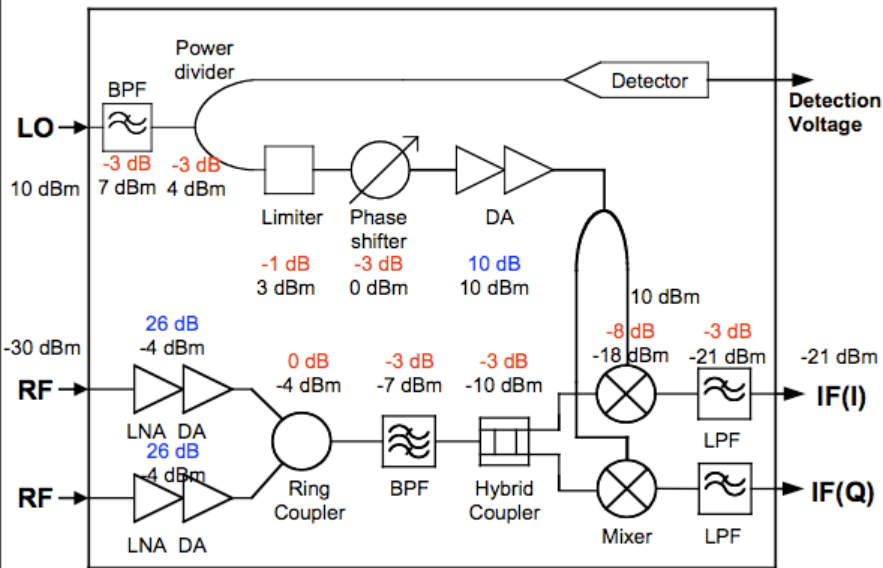 Power
divider
BPF
Detector
LO
Detection
Voltage
-3 dB
-3 dB
10 dBm
7 dBm
4 dBm
Limiter
Phase
shifter
DA
-1 dB
-3 dB
10 dB
3 dBm
0 dBm
10 dBm
10 dBm
26 dB
-8 dB
-3 dB
-30 dBm
-4 dBm
0 dB
-3 dB
-3 dB
-18 dBm
-21 dBm
-21 dBm
-4 dBm
-7 dBm
-10 dBm
RF
IF(I)
LNA
DA
LPF
26 dB
-4 dBm
RF
Ring
Coupler
BPF
Hybrid
Coupler
IF(Q)
LNA
DA
Mixer
LPF